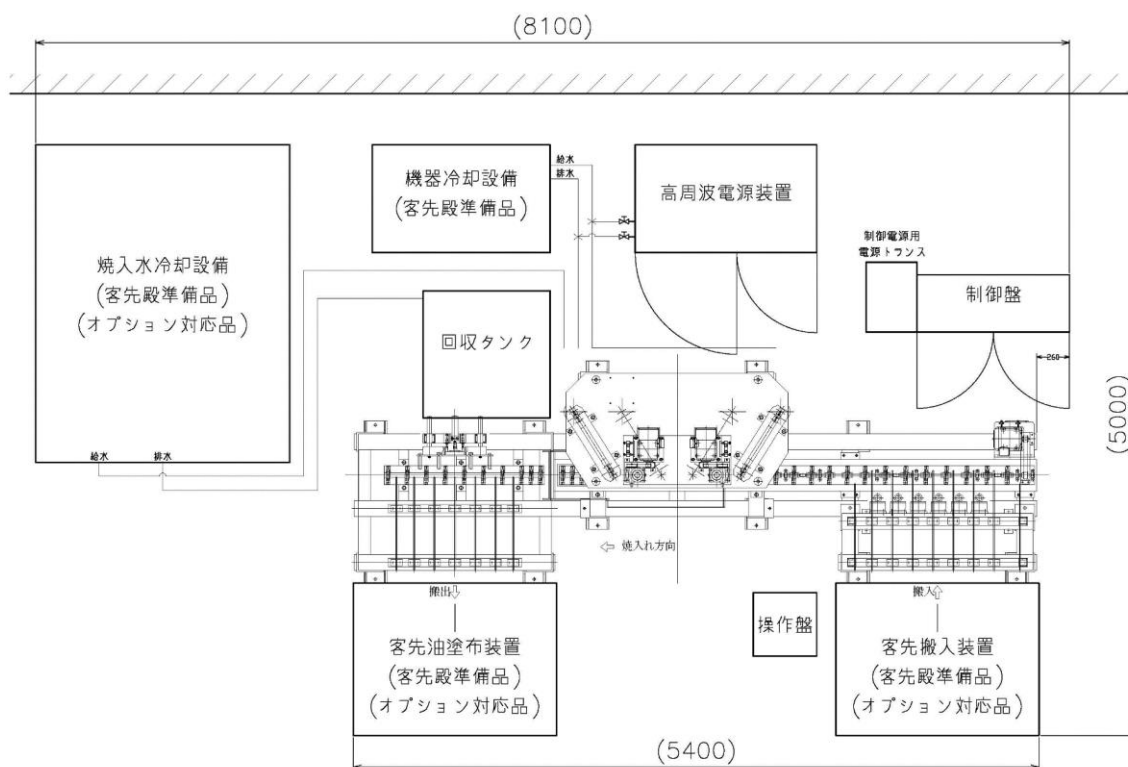 (8100)
機器冷却設備
(客先殿準備品)
給水
排水
高周波電源装置
制御電源用
電源トランス
制御盤
焼入水冷却設備
(客先殿準備品)
(オプション対応品)
回収タンク
260
(5000)
給水
排水
焼入れ方向
搬出
搬入
客先油塗布装置
(客先殿準備品)
(オプション対応品)
操作盤
客先搬入装置
(客先殿準備品)
(オプション対応品)
(5400)